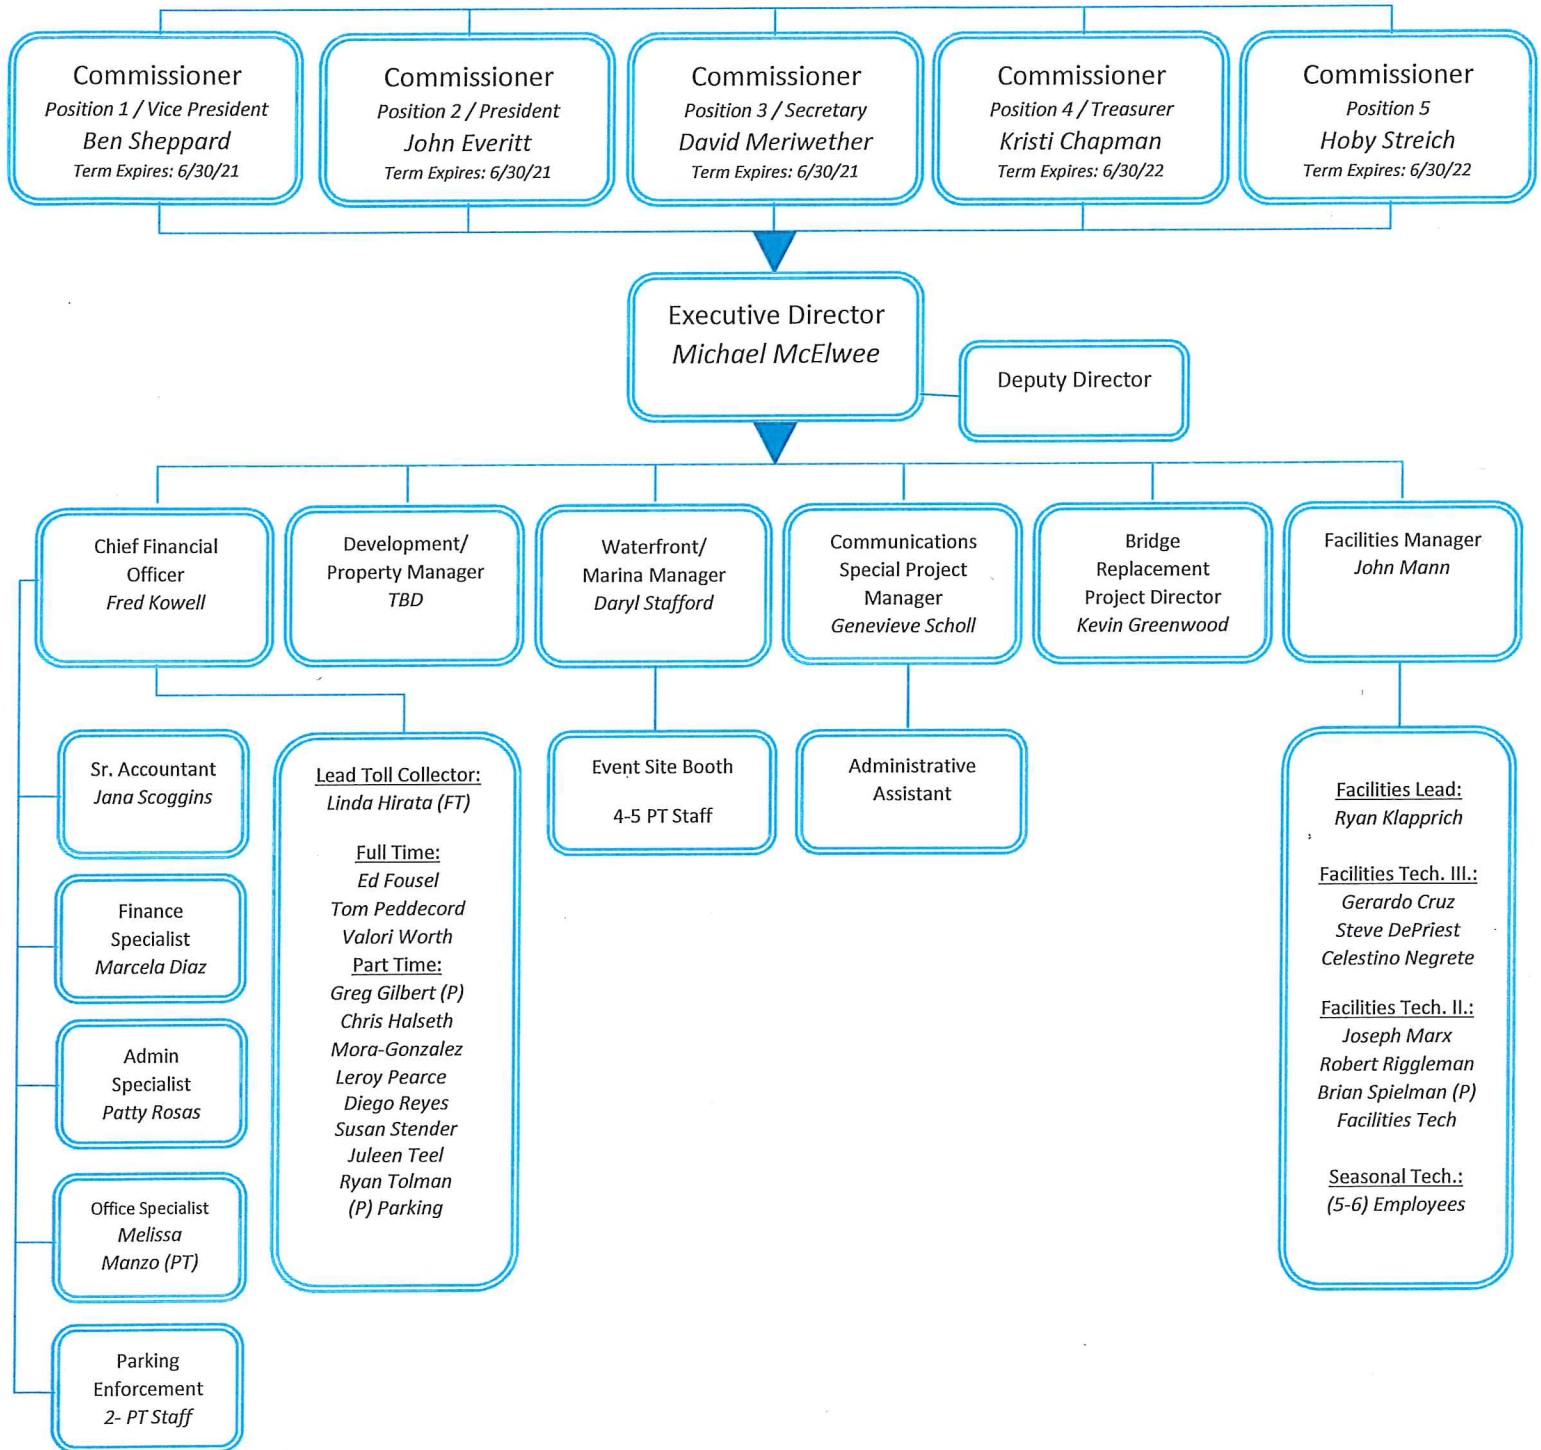 Commissioner
Position 1 / Vice President
Ben Sheppard
Term Expires: 6/30/21
Commissioner
Position 2 / President
John Everitt
Term Expires: 6/30/21
Commissioner
Position 3 / Secretary
David Meriwether
Term Expires: 6/30/21
Commissioner
Position 4 / Treasurer
Kristi Chapman
Term Expires: 6/30/22
Commissioner
Position 5
Hoby Streich
Term Expires: 6/30/22
Executive Director
Michael McElwee
Deputy Director
Chief Financial
Officer
Fred Kowell
Development/
Property Manager
TBD
Waterfront/
Marina Manager
Daryl Stafford
Communications
Special Project
Manager
Genevieve Scholl
Bridge
Replacement
Project Director
Kevin Greenwood
Facilities Manager
John Mann
Sr. Accountant
Jana Scoggins
Finance
Specialist
Marcela Diaz
Admin
Specialist
Patty Rosas
Office Specialist
Melissa
Manzo (PT)
Parking
Enforcement
2- PT Staff
Lead Toll Collector:
Linda Hirata (FT)
Full Time:
Ed Fousel
Tom Peddecord
Valori Worth
Part Time:
Greg Gilbert (P)
Chris Halseth
Mora-Gonzalez
Leroy Pearce
Diego Reyes
Susan Stender
Juleen Teel
Ryan Tolman
(P) Parking
Event Site Booth
4-5 PT Staff
Administrative
Assistant
Facilities Lead:
Ryan Klapprich
Facilities Tech. III.:
Gerardo Cruz
Steve DePriest
Celestino Negrete
Facilities Tech. II.:
Joseph Marx
Robert Riggleman
Brian Spielman (P)
Facilities Tech
Seasonal Tech.:
(5-6) Employees